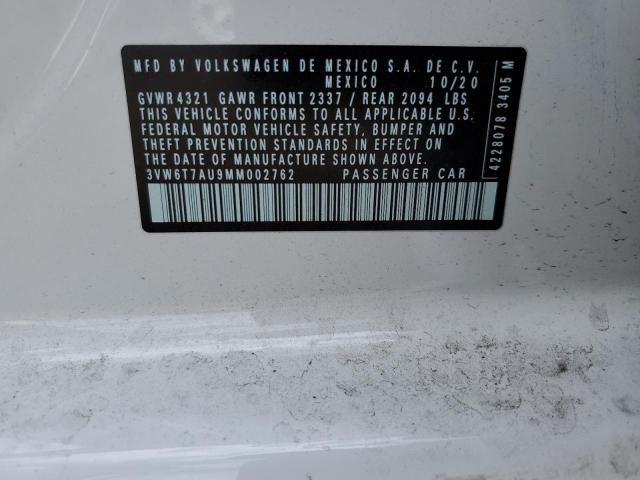 MFD BY VOLKSWAGEN DE MEXICO S.A. DE C.V.
MEXICO 10/20
GVWR 4321 GAWR FRONT 2337 / REAR 2094 LBS
THIS VEHICLE CONFORMS TO ALL APPLICABLE U.S.
FEDERAL MOTOR VEHICLE SAFETY, BUMPER AND
THEFT PREVENTION STANDARDS IN EFFECT ON
THE DATE OF MANUFACTURE SHOWN ABOVE.
3VW6T7AU9MM002762 PASSENGER CAR
4228078 3405 M